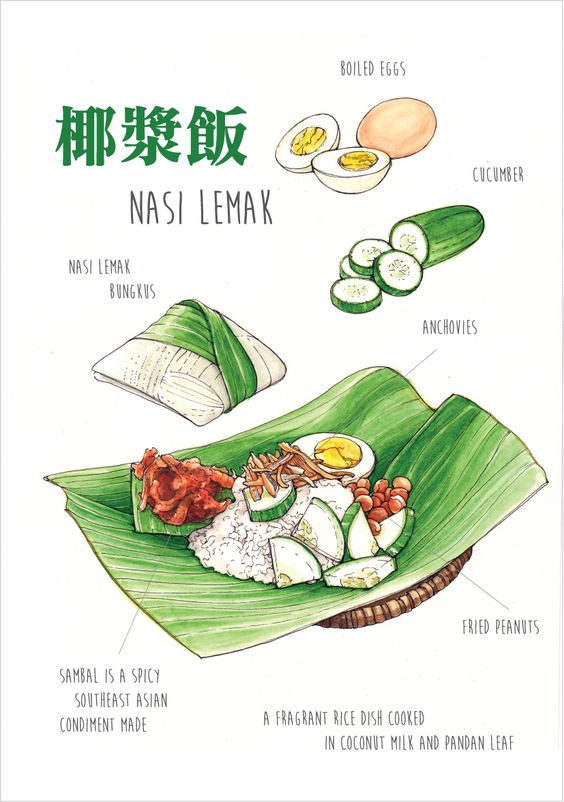 BOILED EGGS
椰漿飯
NASI LEMAK
CUCUMBER
NASI LEMAK
BUNGKUS
ANCHOVIES
FRIED PEANUTS
SAMBAL IS A SPICY
SOUTHEAST ASIAN
CONDIMENT MADE
A FRAGRANT RICE DISH COOKED
IN COCONUT MILK AND PANDAN LEAF